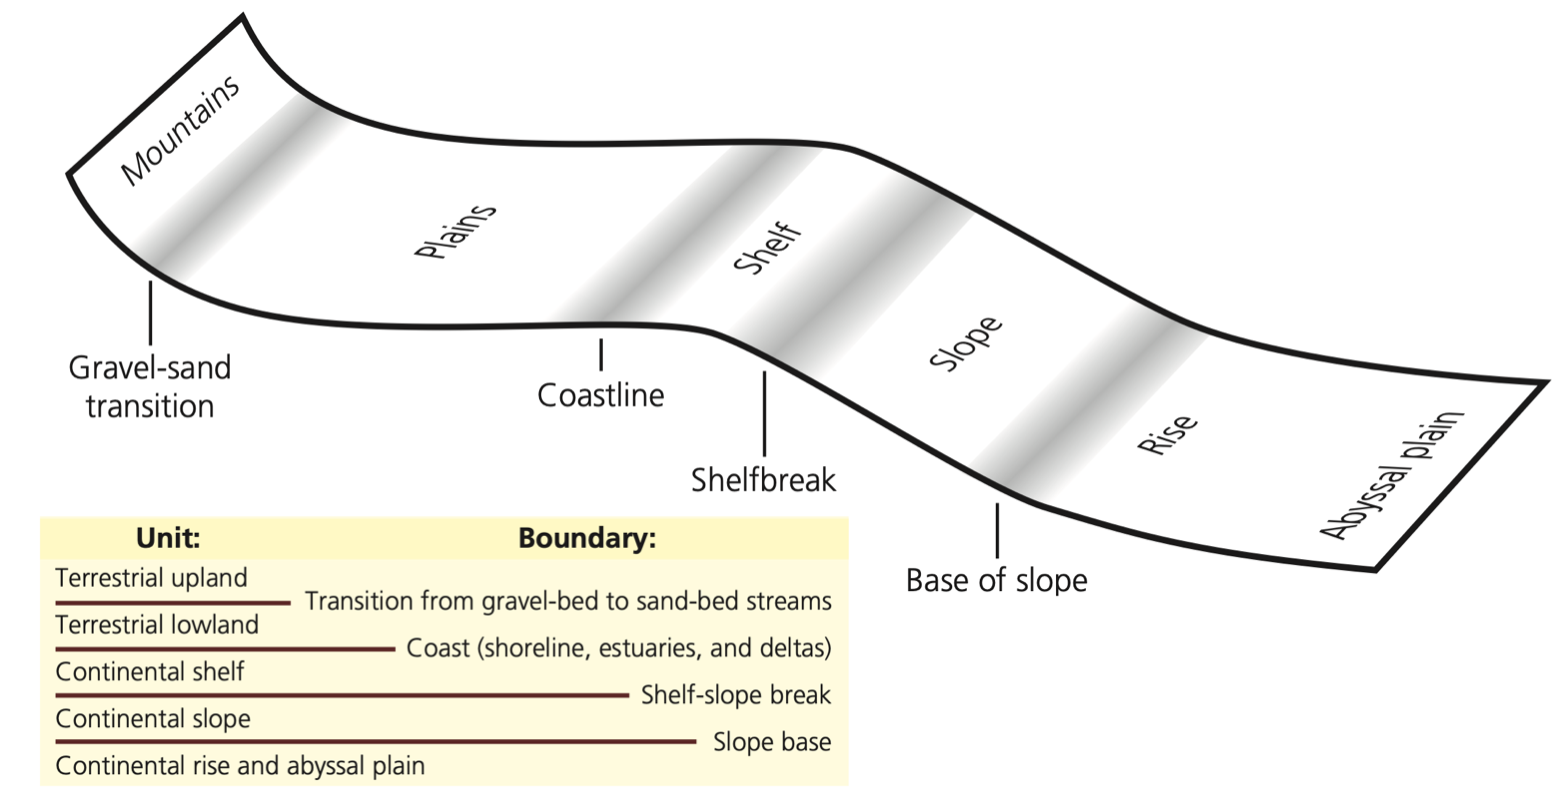 Mountains
Plains
Shelf
Slope
Rise
Abyssal plain
Gravel-sand
transition
Coastline
Shelfbreak
Base of slope
Unit:
Boundary:
Terrestrial upland
Transition from gravel-bed to sand-bed streams
Terrestrial lowland
Coast (shoreline, estuaries, and deltas)
Continental shelf
Shelf-slope break
Continental slope
Slope base
Continental rise and abyssal plain